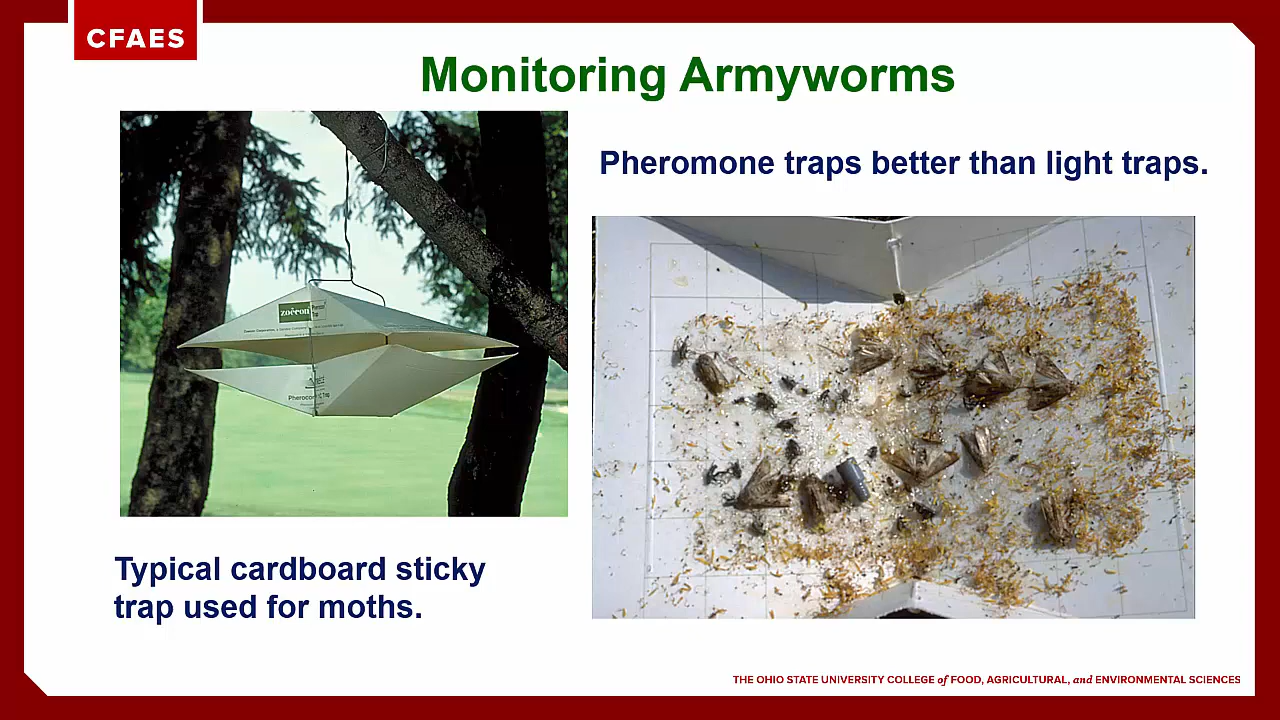 CFAES
Monitoring Armyworms
Pheromone traps better than light traps.
zoëcon
Typical cardboard sticky
trap used for moths.
THE OHIO STATE UNIVERSITY COLLEGE of FOOD, AGRICULTURAL, and ENVIRONMENTAL SCIENCES